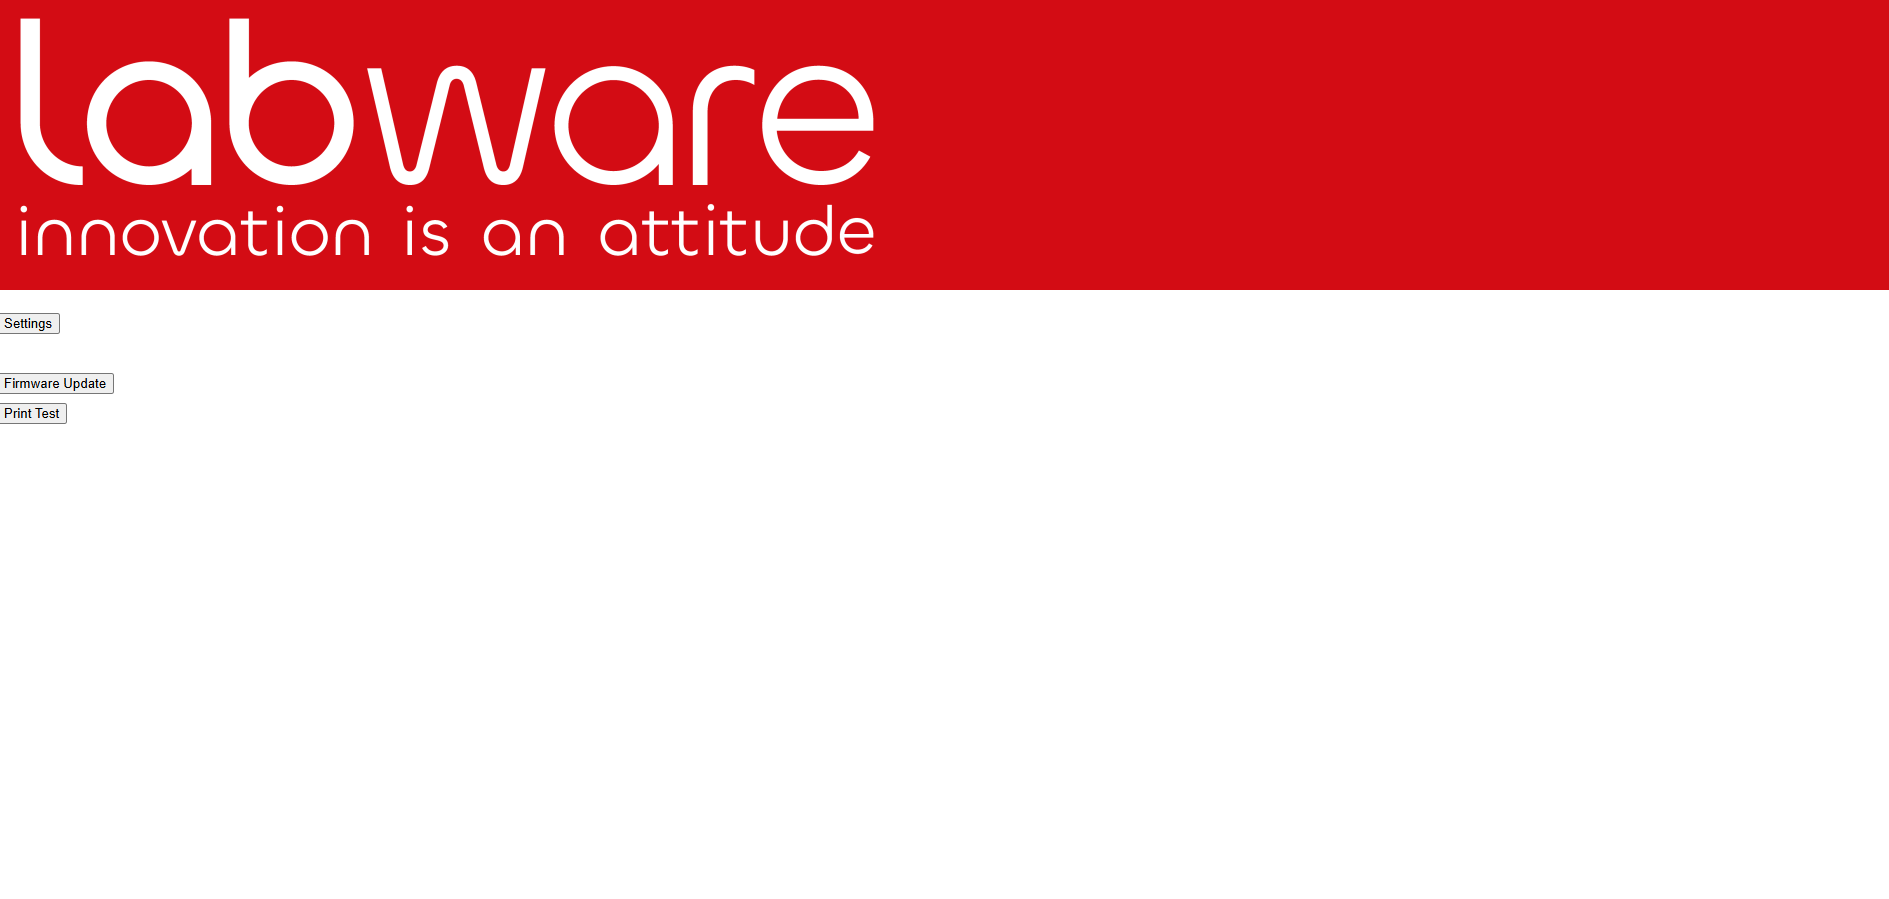 labware
innovation is an attitude
Settings
Firmware Update
Print Test